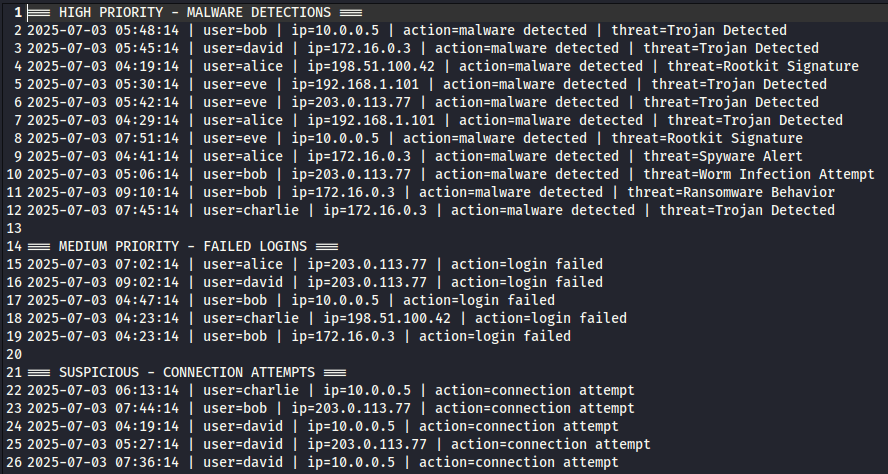 1 === HIGH PRIORITY - MALWARE DETECTIONS ===
2 2025-07-03 05:48:14 | user=bob | ip=10.0.0.5 | action=malware detected | threat=Trojan Detected
3 2025-07-03 05:45:14 | user=david | ip=172.16.0.3 | action=malware detected | threat=Trojan Detected
4 2025-07-03 04:19:14 | user=alice | ip=198.51.100.42 | action=malware detected | threat=Rootkit Signature
5 2025-07-03 05:30:14 | user=eve | ip=192.168.1.101 | action=malware detected | threat=Trojan Detected
6 2025-07-03 05:42:14 | user=eve | ip=203.0.113.77 | action=malware detected | threat=Trojan Detected
7 2025-07-03 04:29:14 | user=alice | ip=192.168.1.101 | action=malware detected | threat=Trojan Detected
8 2025-07-03 07:51:14 | user=eve | ip=10.0.0.5 | action=malware detected | threat=Rootkit Signature
9 2025-07-03 04:41:14 | user=alice | ip=172.16.0.3 | action=malware detected | threat=Spyware Alert
10 2025-07-03 05:06:14 | user=bob | ip=203.0.113.77 | action=malware detected | threat=Worm Infection Attempt
11 2025-07-03 09:10:14 | user=bob | ip=172.16.0.3 | action=malware detected | threat=Ransomware Behavior
12 2025-07-03 07:45:14 | user=charlie | ip=172.16.0.3 | action=malware detected | threat=Trojan Detected
13
14 === MEDIUM PRIORITY - FAILED LOGINS ===
15 2025-07-03 07:02:14 | user=alice | ip=203.0.113.77 | action=login failed
16 2025-07-03 09:02:14 | user=david | ip=203.0.113.77 | action=login failed
17 2025-07-03 04:47:14 | user=bob | ip=10.0.0.5 | action=login failed
18 2025-07-03 04:23:14 | user=charlie | ip=198.51.100.42 | action=login failed
19 2025-07-03 04:23:14 | user=bob | ip=172.16.0.3 | action=login failed
20
21 === SUSPICIOUS - CONNECTION ATTEMPTS ===
22 2025-07-03 06:13:14 | user=charlie | ip=10.0.0.5 | action=connection attempt
23 2025-07-03 07:44:14 | user=bob | ip=203.0.113.77 | action=connection attempt
24 2025-07-03 04:19:14 | user=david | ip=10.0.0.5 | action=connection attempt
25 2025-07-03 05:27:14 | user=david | ip=203.0.113.77 | action=connection attempt
26 2025-07-03 07:36:14 | user=david | ip=10.0.0.5 | action=connection attempt